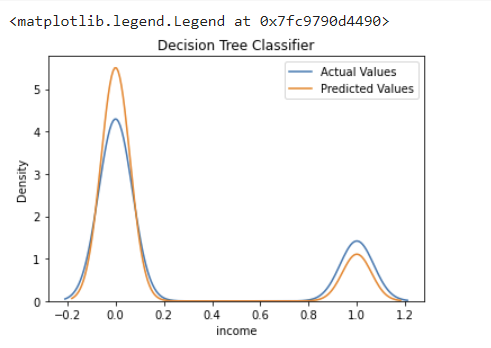 <matplotlib.legend.Legend at 0x7fc9790d4490>
Decision Tree Classifier
Actual Values
Predicted Values
Density
5
4
3
2
1
0
−0.2 0.0 0.2 0.4 0.6 0.8 1.0 1.2
income